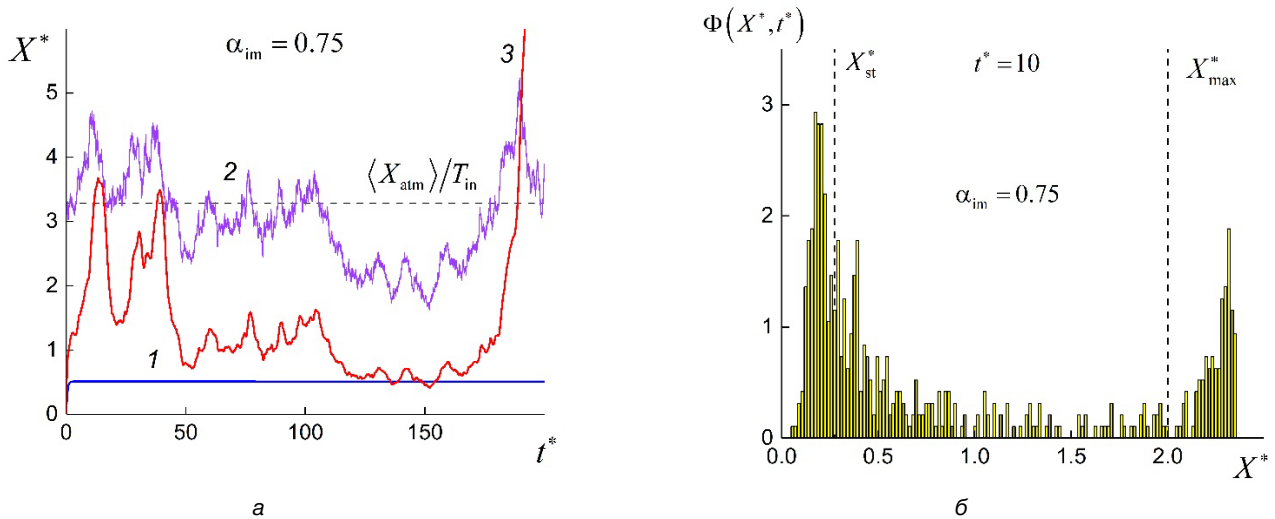 X*
α_im = 0.75
3
5
2
⟨X_atm⟩/T_in
4
3
2
1
1
0
0
50
100
150
t*
а
Φ(X*,t*)
X*_st
t* = 10
X*_max
3
α_im = 0.75
2
1
0
0.0
0.5
1.0
1.5
2.0
X*
б